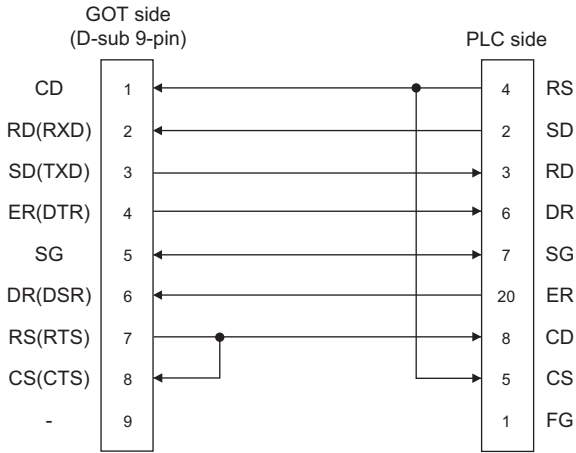 GOT side
(D-sub 9-pin)
PLC side
CD 1 4 RS
RD(RXD) 2 2 SD
SD(TXD) 3 3 RD
ER(DTR) 4 6 DR
SG 5 7 SG
DR(DSR) 6 20 ER
RS(RTS) 7 8 CD
CS(CTS) 8 5 CS
- 9 1 FG